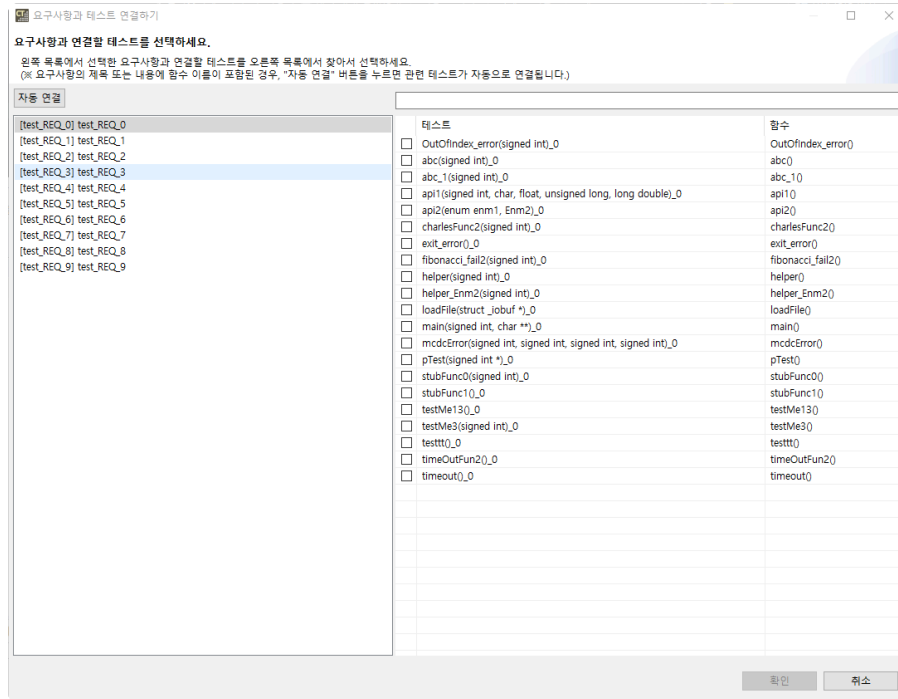 요구사항과 테스트 연결하기
요구사항과 연결할 테스트를 선택하세요.
왼쪽 목록에서 선택한 요구사항과 연결할 테스트를 오른쪽 목록에서 찾아서 선택하세요.
(※ 요구사항의 제목 또는 내용에 함수 이름이 포함된 경우, "자동 연결" 버튼을 누르면 관련 테스트가 자동으로 연결됩니다.)
자동 연결
[test_REQ_0] test_REQ_0
[test_REQ_1] test_REQ_1
[test_REQ_2] test_REQ_2
[test_REQ_3] test_REQ_3
[test_REQ_4] test_REQ_4
[test_REQ_5] test_REQ_5
[test_REQ_6] test_REQ_6
[test_REQ_7] test_REQ_7
[test_REQ_8] test_REQ_8
[test_REQ_9] test_REQ_9
테스트 함수
OutOfIndex_error(signed int)_0 OutOfIndex_error()
abc(signed int)_0 abc()
abc_1(signed int)_0 abc_1()
api1(signed int, char, float, unsigned long, long double)_0 api1()
api2(enum enm1, Enm2)_0 api2()
charlesFunc2(signed int)_0 charlesFunc2()
exit_error()_0 exit_error()
fibonacci_fail2(signed int)_0 fibonacci_fail2()
helper(signed int)_0 helper()
helper_Enm2(signed int)_0 helper_Enm2()
loadFile(struct _iobuf *)_0 loadFile()
main(signed int, char **)_0 main()
mcdcError(signed int, signed int, signed int, signed int)_0 mcdcError()
pTest(signed int *)_0 pTest()
stubFunc0(signed int)_0 stubFunc0()
stubFunc1()_0 stubFunc1()
testMe13()_0 testMe13()
testMe3(signed int)_0 testMe3()
testtt()_0 testtt()
timeOutFun2()_0 timeOutFun2()
timeout()_0 timeout()
확인 취소